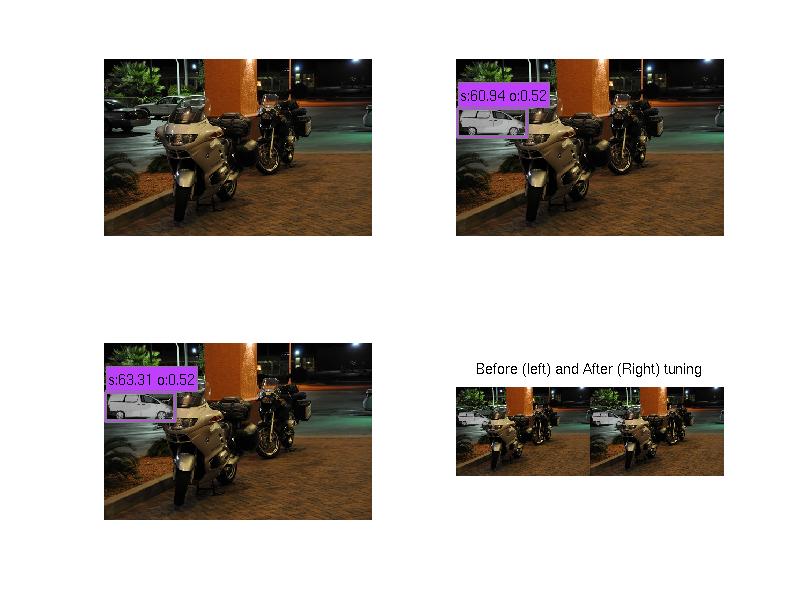 s:60.94 o:0.52
s:63.31 o:0.52
Before (left) and After (Right) tuning